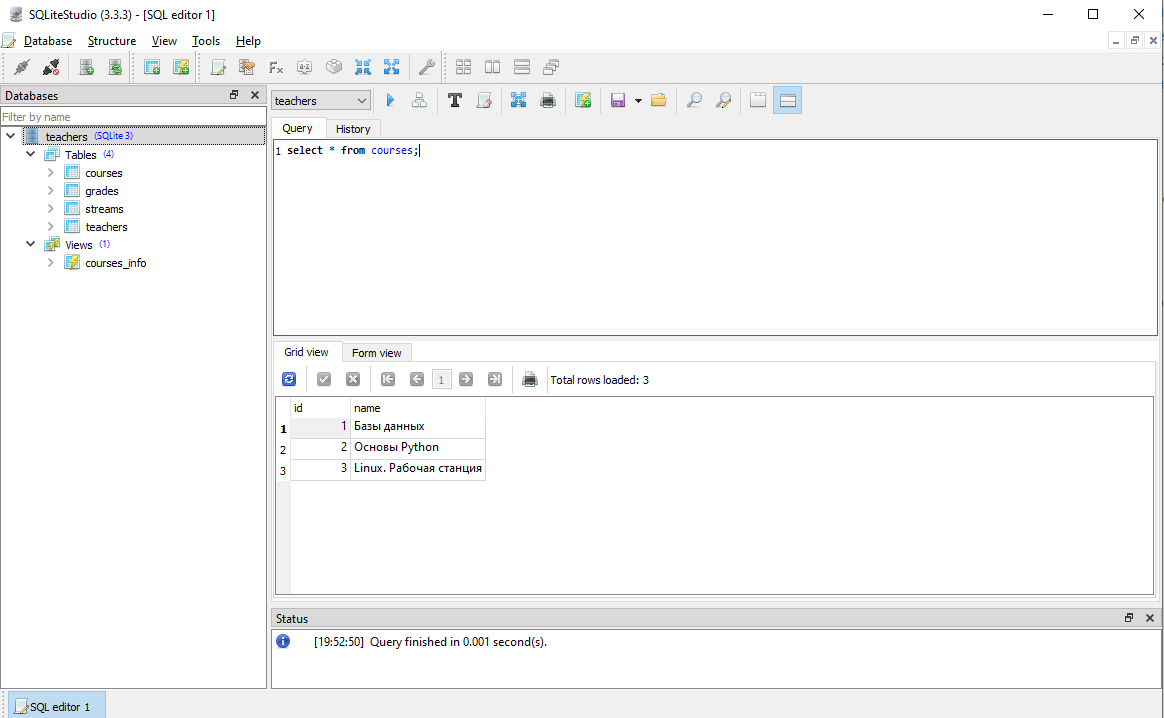 SQLiteStudio (3.3.3) - [SQL editor 1]
Database Structure View Tools Help
Databases
Filter by name
teachers (SQLite 3)
Tables (4)
courses
grades
streams
teachers
Views (1)
courses_info
teachers
Query History
1 select * from courses;
Grid view Form view
1 Total rows loaded: 3
id name
1 1 Базы данных
2 2 Основы Python
3 3 Linux. Рабочая станция
Status
[19:52:50] Query finished in 0.001 second(s).
SQL editor 1